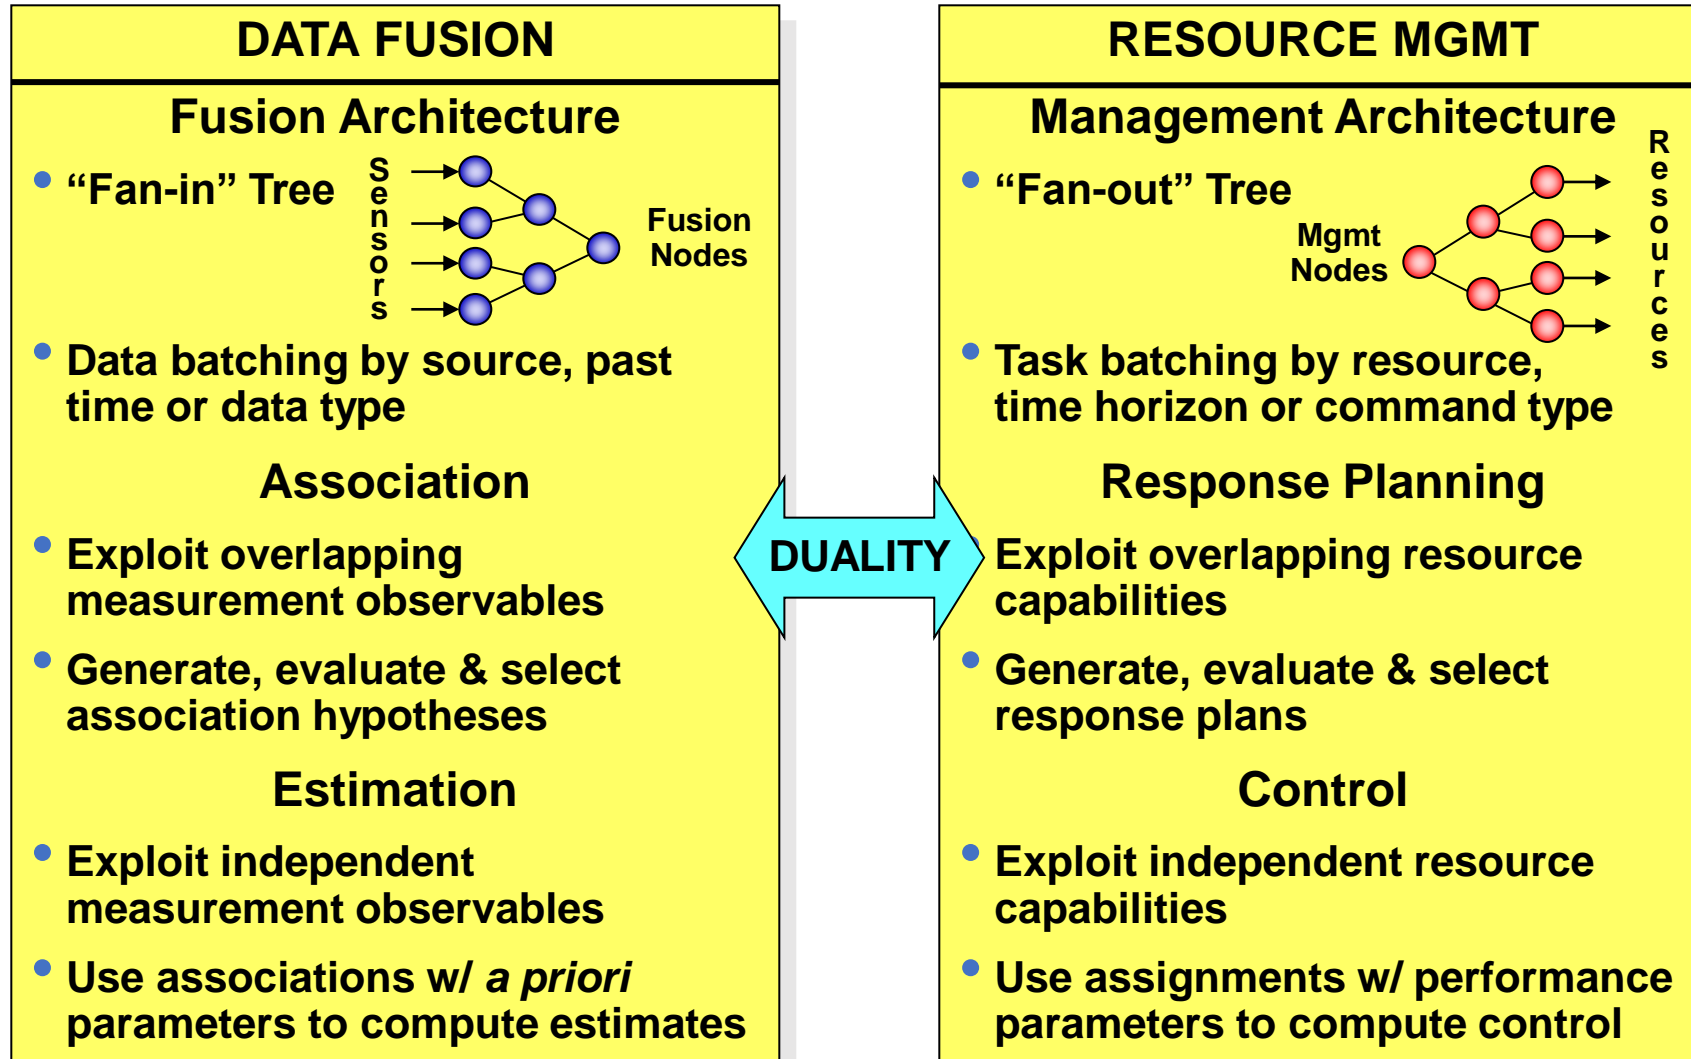 DATA FUSION
Fusion Architecture
• “Fan-in” Tree
Sensors
Fusion
Nodes
• Data batching by source, past
time or data type
Association
• Exploit overlapping
measurement observables
• Generate, evaluate & select
association hypotheses
Estimation
• Exploit independent
measurement observables
• Use associations w/ a priori
parameters to compute estimates
DUALITY
RESOURCE MGMT
Management Architecture
• “Fan-out” Tree
Mgmt
Nodes
Resources
• Task batching by resource,
time horizon or command type
Response Planning
• Exploit overlapping resource
capabilities
• Generate, evaluate & select
response plans
Control
• Exploit independent resource
capabilities
• Use assignments w/ performance
parameters to compute control